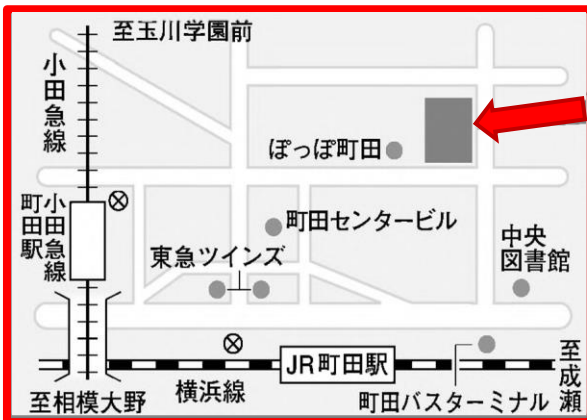 至玉川学園前
小田急線
ぽっぽ町田
小田急線
町田駅
町田センタービル
東急ツインズ
中央
図書館
JR町田駅
横浜線
至相模大野
町田バスターミナル
至成瀬